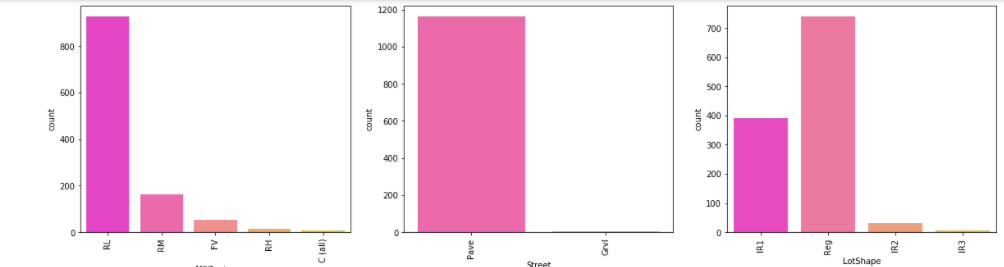 count
800
600
400
200
0
RL
RM
FV
RH
C (all)
count
1200
1000
800
600
400
200
0
Pave
Grvl
Street
count
700
600
500
400
300
200
100
0
IR1
Reg
IR2
IR3
LotShape